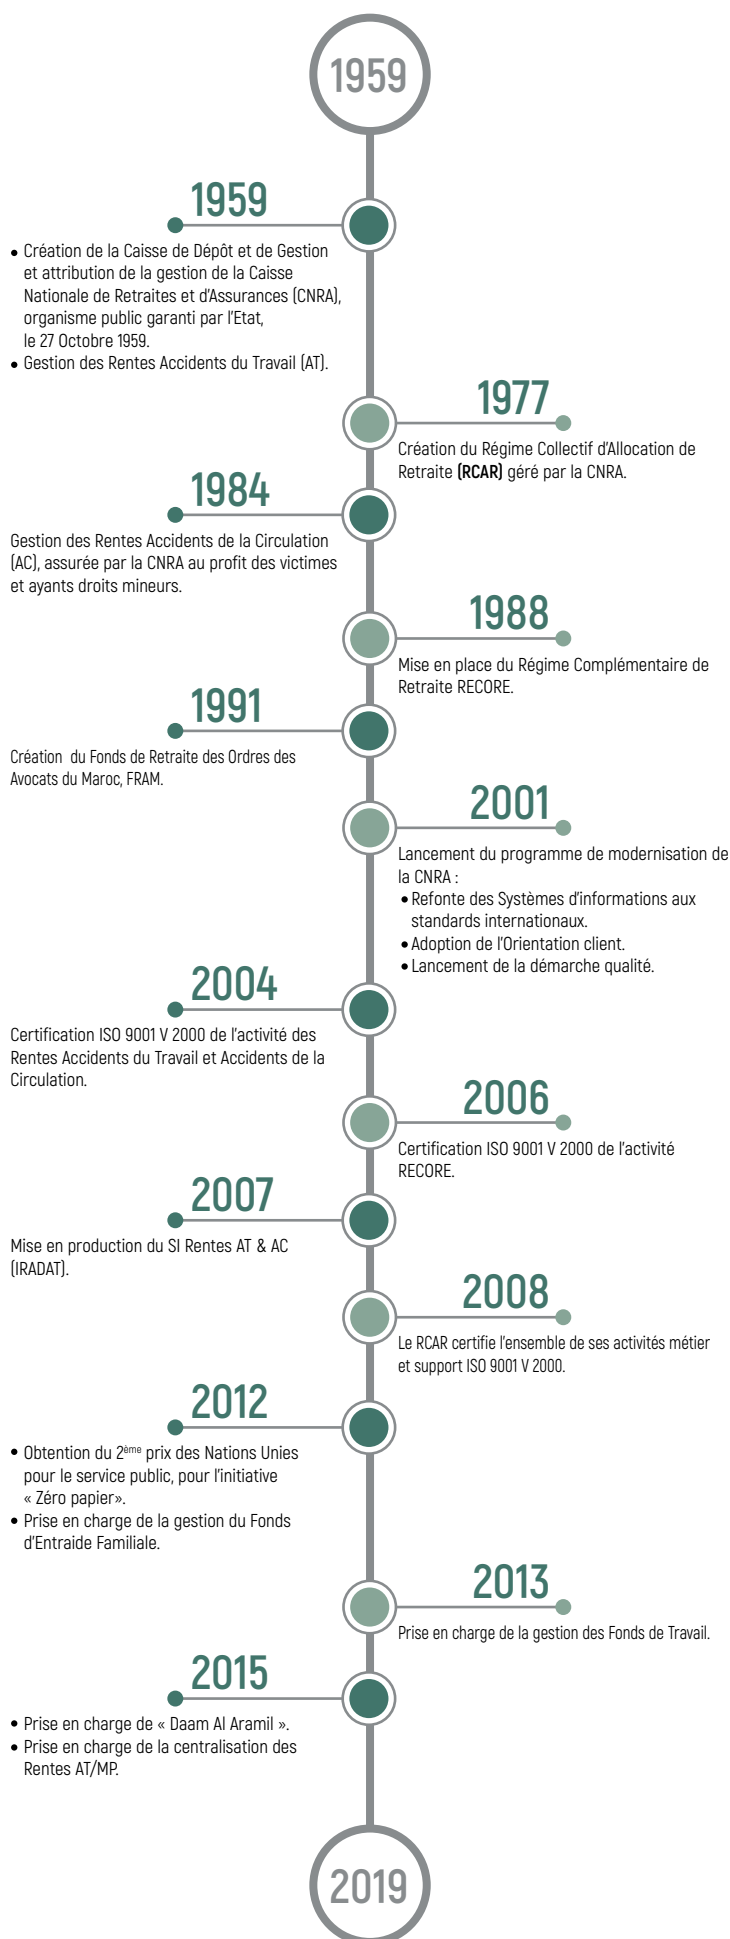 1959
1959
• Création de la Caisse de Dépôt et de Gestion
et attribution de la gestion de la Caisse
Nationale de Retraites et d'Assurances (CNRA),
organisme public garanti par l'Etat,
le 27 Octobre 1959.
• Gestion des Rentes Accidents du Travail (AT).
1977
Création du Régime Collectif d'Allocation de
Retraite (RCAR) géré par la CNRA.
1984
Gestion des Rentes Accidents de la Circulation
(AC), assurée par la CNRA au profit des victimes
et ayants droits mineurs.
1988
Mise en place du Régime Complémentaire de
Retraite RECORE.
1991
Création du Fonds de Retraite des Ordres des
Avocats du Maroc, FRAM.
2001
Lancement du programme de modernisation de
la CNRA :
• Refonte des Systèmes d'informations aux
standards internationaux.
• Adoption de l'Orientation client.
• Lancement de la démarche qualité.
2004
Certification ISO 9001 V 2000 de l'activité des
Rentes Accidents du Travail et Accidents de la
Circulation.
2006
Certification ISO 9001 V 2000 de l'activité
RECORE.
2007
Mise en production du SI Rentes AT & AC
(IRADAT).
2008
Le RCAR certifie l'ensemble de ses activités métier
et support ISO 9001 V 2000.
2012
• Obtention du 2ème prix des Nations Unies
pour le service public, pour l'initiative
« Zéro papier».
• Prise en charge de la gestion du Fonds
d'Entraide Familiale.
2013
Prise en charge de la gestion des Fonds de Travail.
2015
• Prise en charge de « Daam Al Aramil ».
• Prise en charge de la centralisation des
Rentes AT/MP.
2019